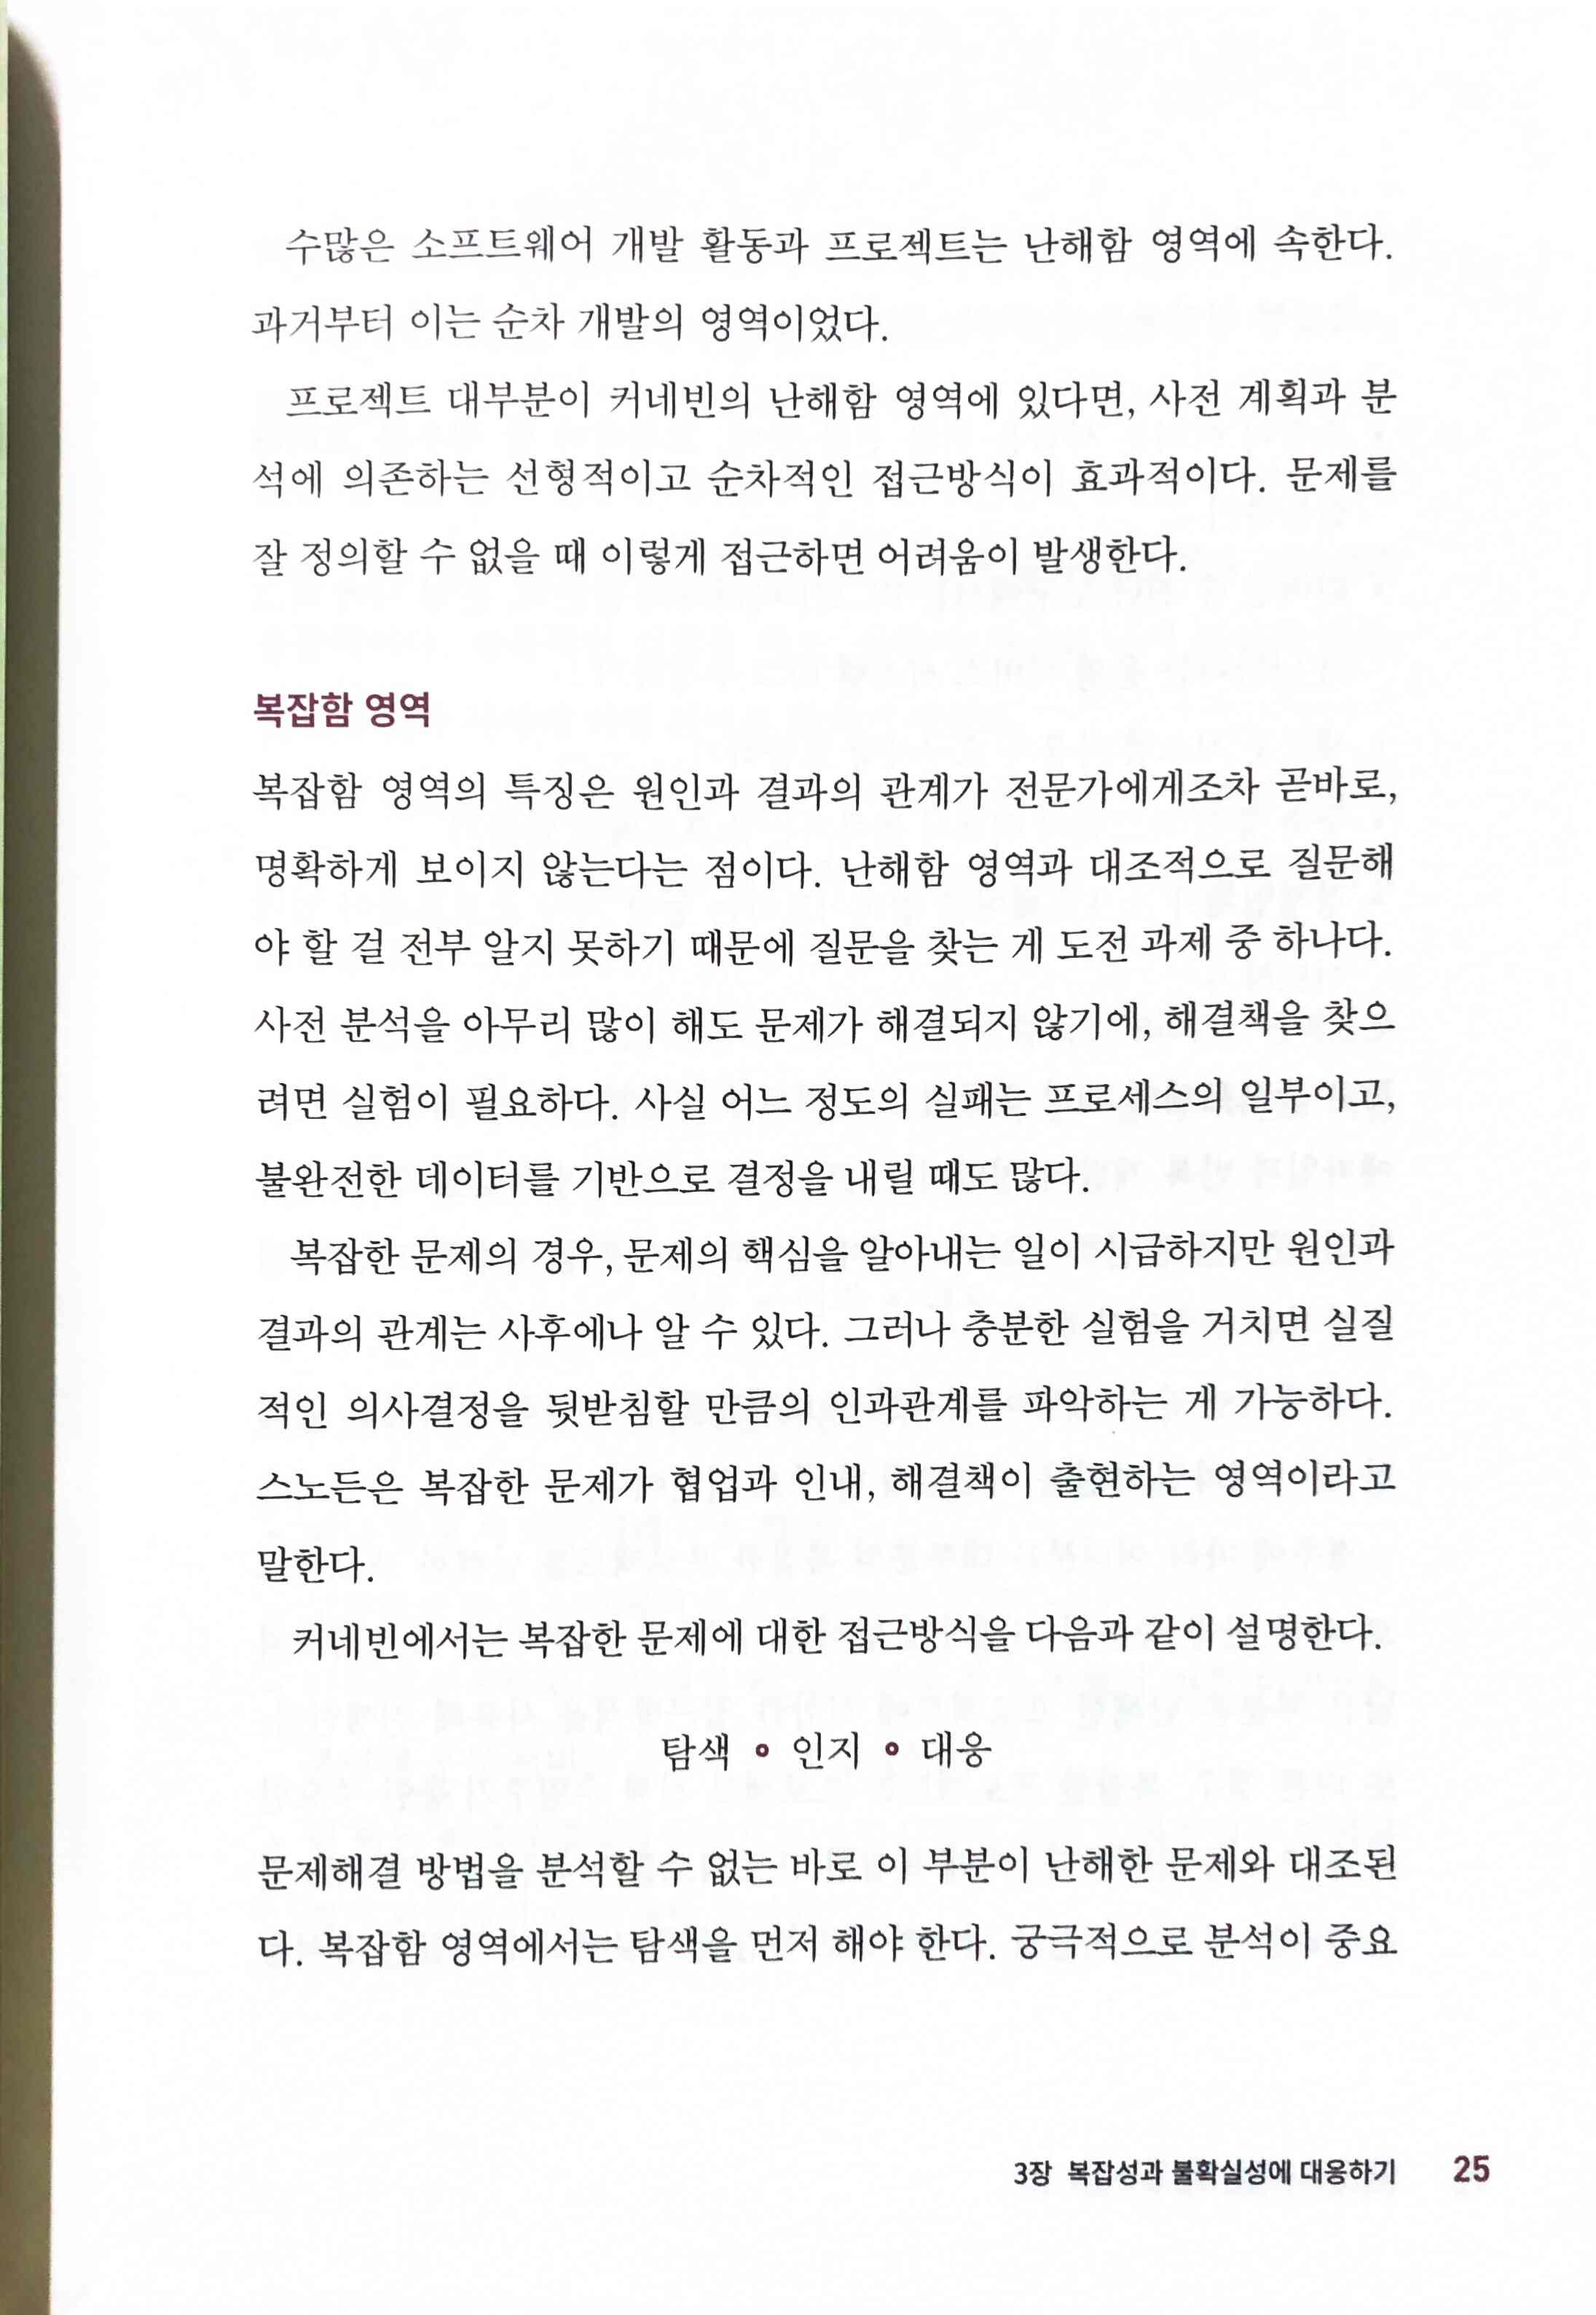 수많은 소프트웨어 개발 활동과 프로젝트는 난해함 영역에 속한다.
과거부터 이는 순차 개발의 영역이었다.
프로젝트 대부분이 커네빈의 난해함 영역에 있다면, 사전 계획과 분
석에 의존하는 선형적이고 순차적인 접근방식이 효과적이다. 문제를
잘 정의할 수 없을 때 이렇게 접근하면 어려움이 발생한다.
복잡함 영역
복잡함 영역의 특징은 원인과 결과의 관계가 전문가에게조차 곧바로,
명확하게 보이지 않는다는 점이다. 난해함 영역과 대조적으로 질문해
야 할 걸 전부 알지 못하기 때문에 질문을 찾는 게 도전 과제 중 하나다.
사전 분석을 아무리 많이 해도 문제가 해결되지 않기에, 해결책을 찾으
려면 실험이 필요하다. 사실 어느 정도의 실패는 프로세스의 일부이고,
불완전한 데이터를 기반으로 결정을 내릴 때도 많다.
복잡한 문제의 경우, 문제의 핵심을 알아내는 일이 시급하지만 원인과
결과의 관계는 사후에나 알 수 있다. 그러나 충분한 실험을 거치면 실질
적인 의사결정을 뒷받침할 만큼의 인과관계를 파악하는 게 가능하다.
스노든은 복잡한 문제가 협업과 인내, 해결책이 출현하는 영역이라고
말한다.
커네빈에서는 복잡한 문제에 대한 접근방식을 다음과 같이 설명한다.
탐색 ∘ 인지 ∘ 대응
문제해결 방법을 분석할 수 없는 바로 이 부분이 난해한 문제와 대조된
다. 복잡함 영역에서는 탐색을 먼저 해야 한다. 궁극적으로 분석이 중요
3장 복잡성과 불확실성에 대응하기 25